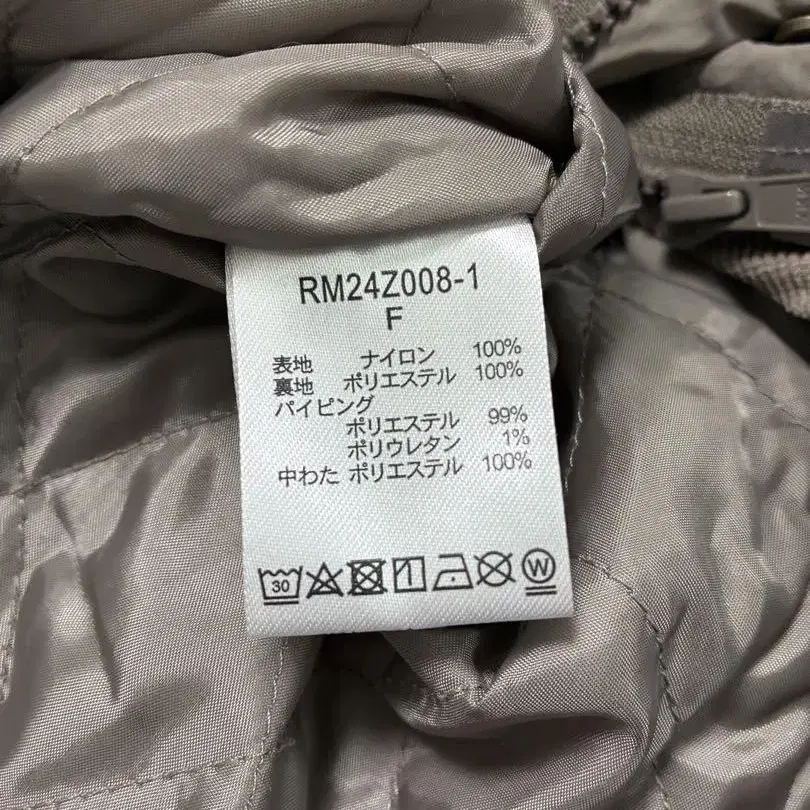 RM24Z008-1
F
表地 ナイロン 100%
裏地 ポリエステル 100%
パイピング
ポリエステル 99%
ポリウレタン 1%
中わた ポリエステル 100%
30 W